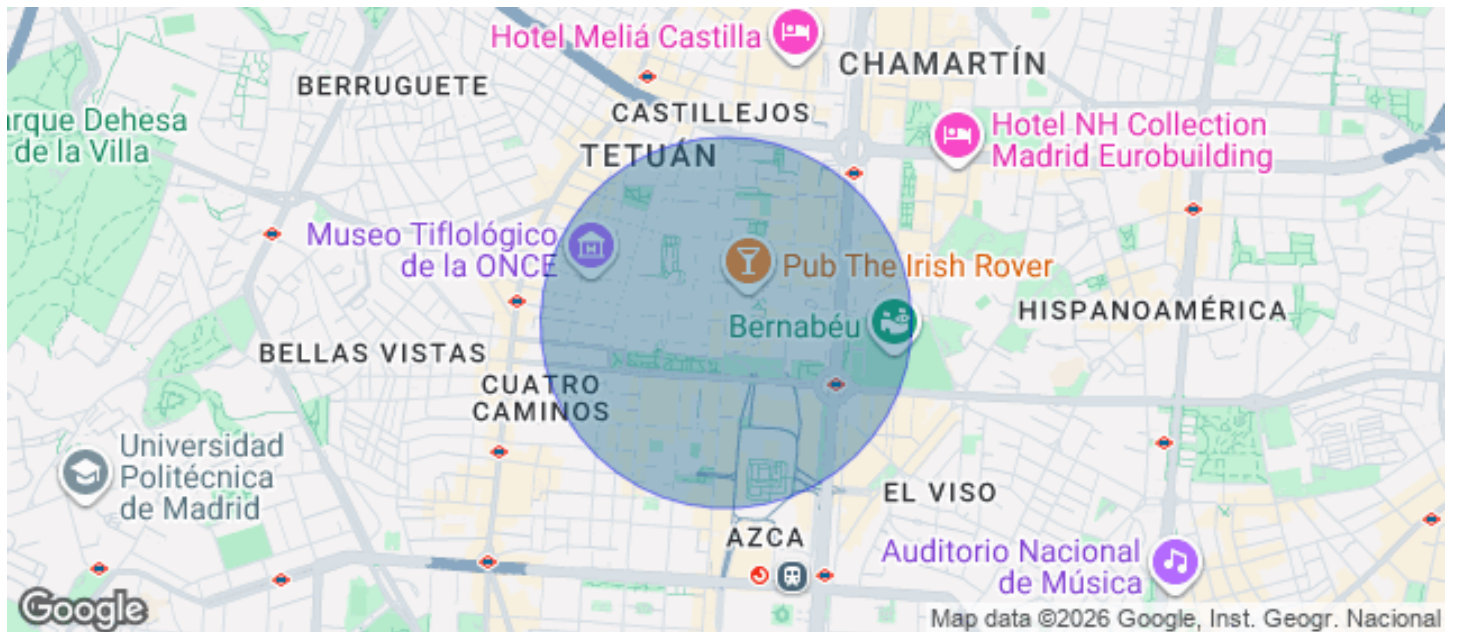 Hotel Meliá Castilla
CHAMARTÍN
BERRUGUETE
CASTILLEJOS
arque Dehesa
de la Villa
Hotel NH Collection
Madrid Eurobuilding
TETUÁN
Museo Tiflológico
de la ONCE
Pub The Irish Rover
HISPANOAMÉRICA
Bernabéu
BELLAS VISTAS
CUATRO
CAMINOS
Universidad
Politécnica
de Madrid
EL VISO
AZCA
Auditorio Nacional
de Música
Google
Map data ©2026 Google, Inst. Geogr. Nacional